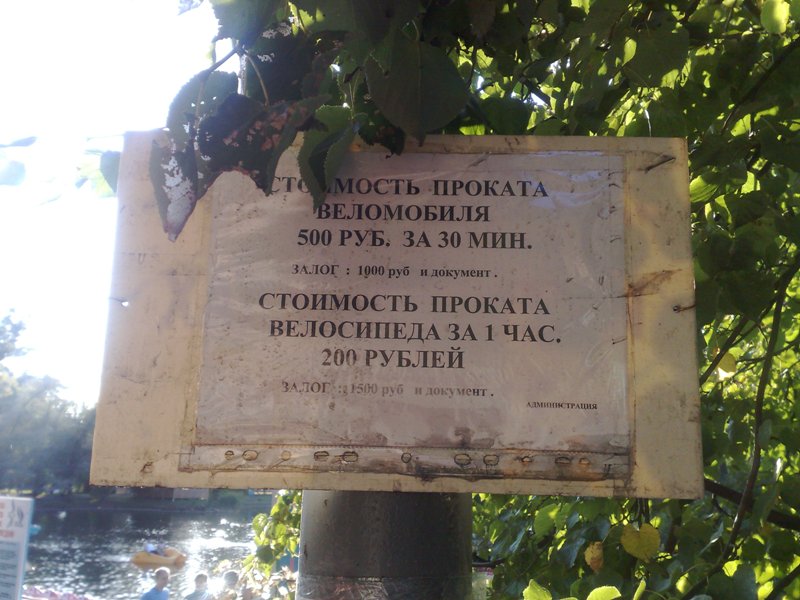 СТОИМОСТЬ ПРОКАТА
ВЕЛОМОБИЛЯ
500 РУБ. ЗА 30 МИН.
ЗАЛОГ : 1000 руб и документ .
СТОИМОСТЬ ПРОКАТА
ВЕЛОСИПЕДА ЗА 1 ЧАС.
200 РУБЛЕЙ
ЗАЛОГ : 1500 руб и документ .
АДМИНИСТРАЦИЯ